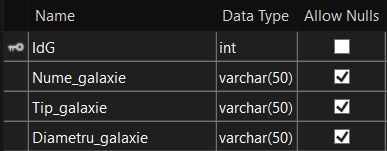 Name Data Type Allow Nulls
IdG int
Nume_galaxie varchar(50)
Tip_galaxie varchar(50)
Diametru_galaxie varchar(50)